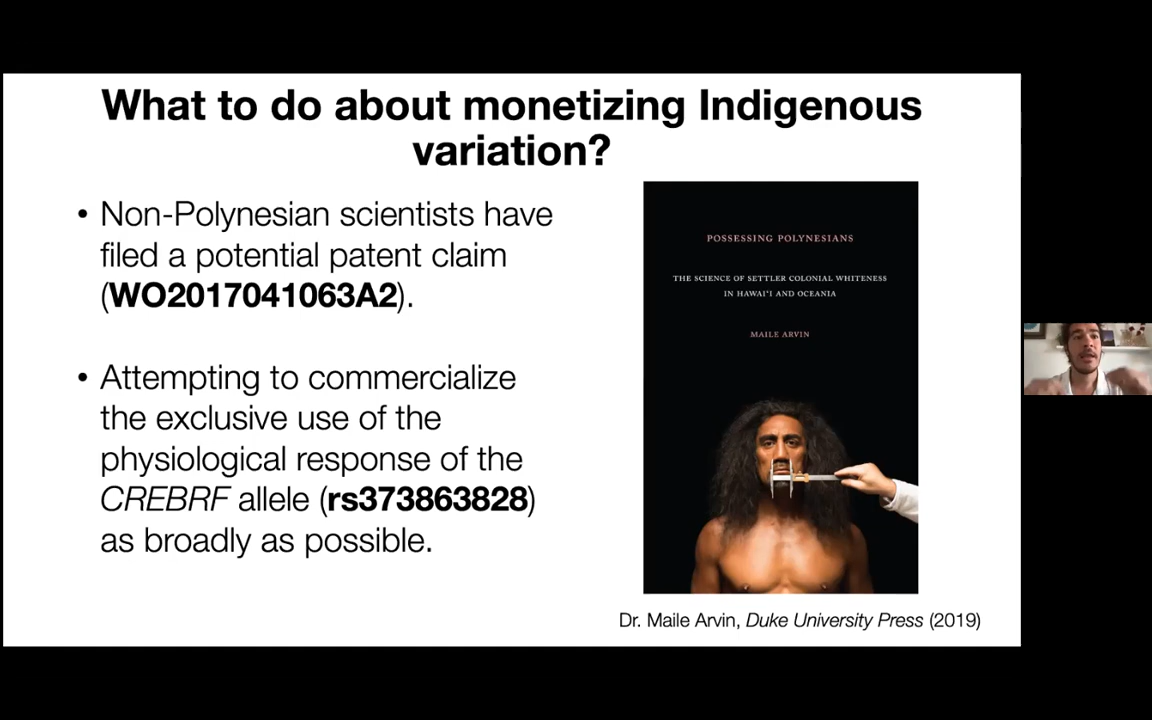 What to do about monetizing Indigenous
variation?
• Non-Polynesian scientists have
filed a potential patent claim
(WO2017041063A2).
• Attempting to commercialize
the exclusive use of the
physiological response of the
CREBRF allele (rs373863828)
as broadly as possible.
POSSESSING POLYNESIANS
THE SCIENCE OF SETTLER COLONIAL WHITENESS
IN HAWAI‘I AND OCEANIA
MAILE ARVIN
Dr. Maile Arvin, Duke University Press (2019)